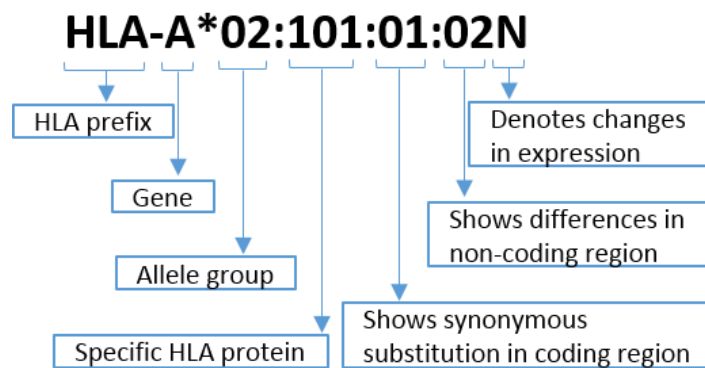 HLA-A*02:101:01:02N
HLA prefix
Denotes changes
in expression
Gene
Shows differences in
non-coding region
Allele group
Shows synonymous
substitution in coding region
Specific HLA protein